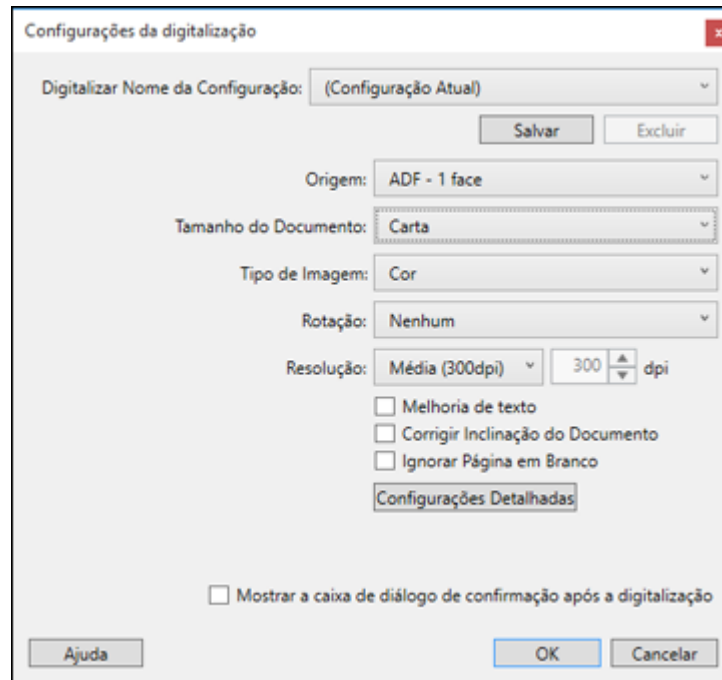 Configurações da digitalização
Digitalizar Nome da Configuração: (Configuração Atual)
Salvar Excluir
Origem: ADF - 1 face
Tamanho do Documento: Carta
Tipo de Imagem: Cor
Rotação: Nenhum
Resolução: Média (300dpi) 300 dpi
Melhoria de texto
Corrigir Inclinação do Documento
Ignorar Página em Branco
Configurações Detalhadas
Mostrar a caixa de diálogo de confirmação após a digitalização
Ajuda OK Cancelar